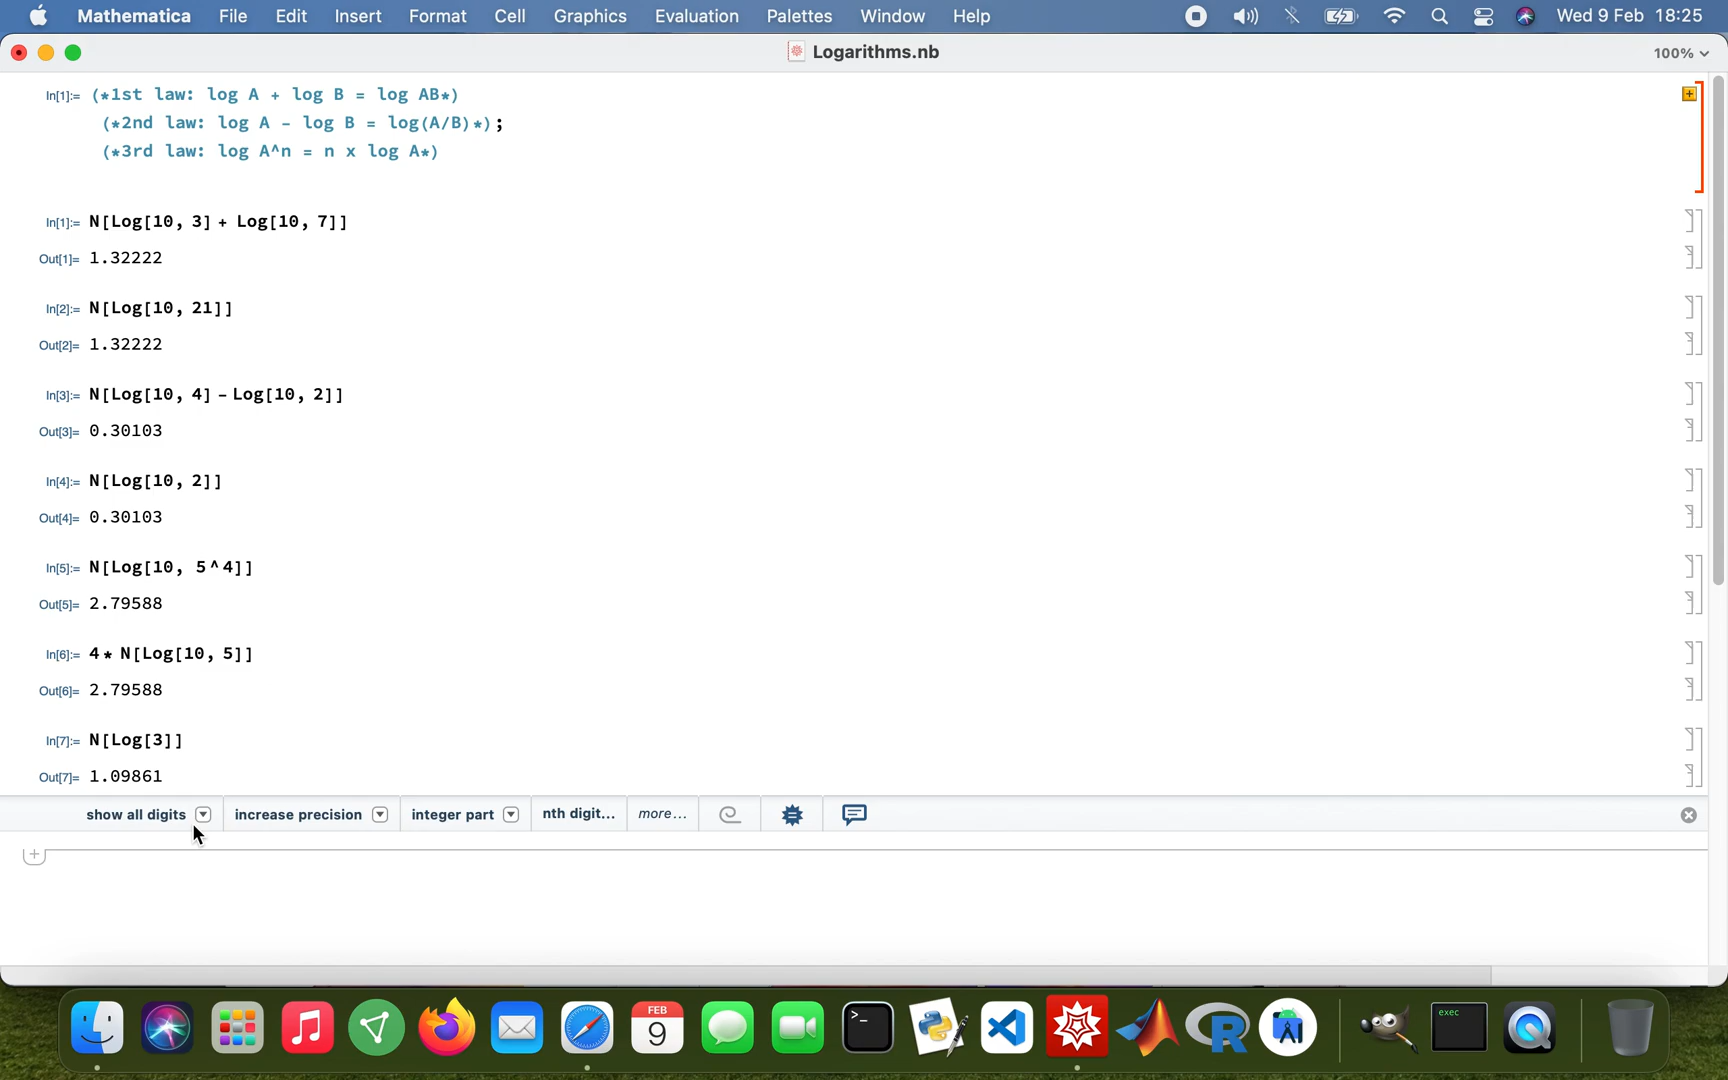 Mathematica File Edit Insert Format Cell Graphics Evaluation Palettes Window Help Wed 9 Feb 18:25
Logarithms.nb 100%
In[1]:= (*1st law: log A + log B = log AB*)
(*2nd law: log A - log B = log(A/B)*);
(*3rd law: log A^n = n x log A*)
In[1]:= N[Log[10, 3] + Log[10, 7]]
Out[1]= 1.32222
In[2]:= N[Log[10, 21]]
Out[2]= 1.32222
In[3]:= N[Log[10, 4] - Log[10, 2]]
Out[3]= 0.30103
In[4]:= N[Log[10, 2]]
Out[4]= 0.30103
In[5]:= N[Log[10, 5^4]]
Out[5]= 2.79588
In[6]:= 4* N[Log[10, 5]]
Out[6]= 2.79588
In[7]:= N[Log[3]]
Out[7]= 1.09861
show all digits increase precision integer part nth digit... more...
FEB
9
>_
R
exec